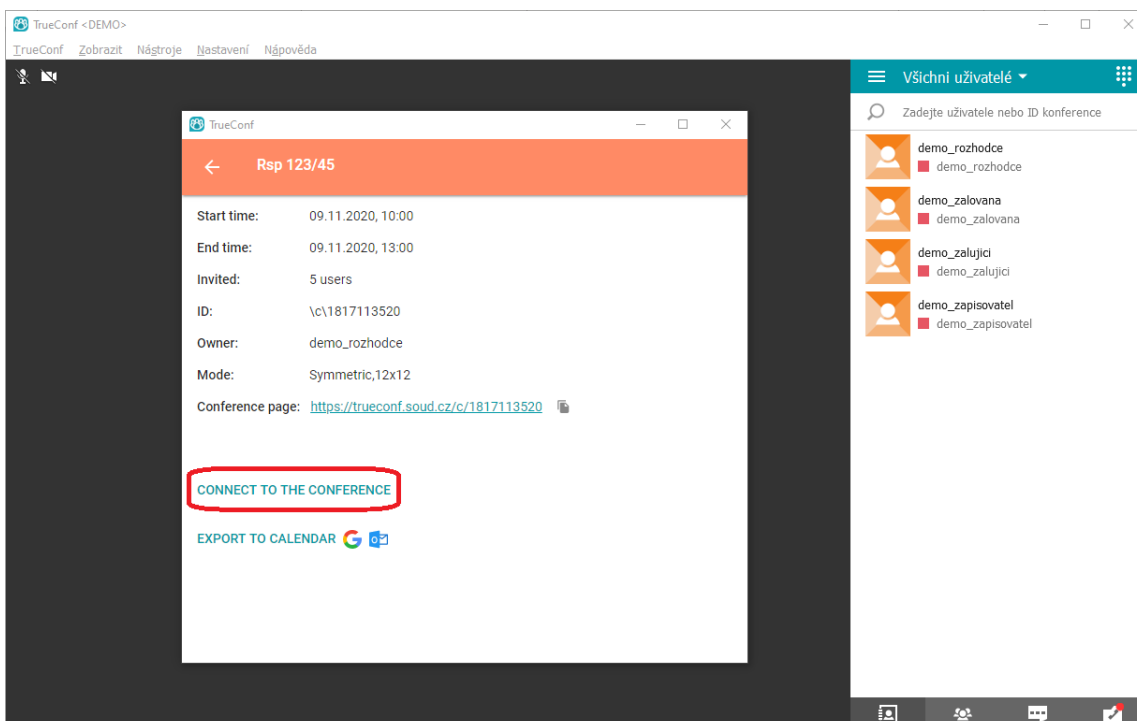 TrueConf <DEMO>
TrueConf Zobrazit Nástroje Nastavení Nápověda
Všichni uživatelé
Zadejte uživatele nebo ID konference
demo_rozhodce
demo_rozhodce
demo_zalovana
demo_zalovana
demo_zalujici
demo_zalujici
demo_zapisovatel
demo_zapisovatel
TrueConf
Rsp 123/45
Start time: 09.11.2020, 10:00
End time: 09.11.2020, 13:00
Invited: 5 users
ID: \c\1817113520
Owner: demo_rozhodce
Mode: Symmetric,12x12
Conference page: https://trueconf.soud.cz/c/1817113520
CONNECT TO THE CONFERENCE
EXPORT TO CALENDAR